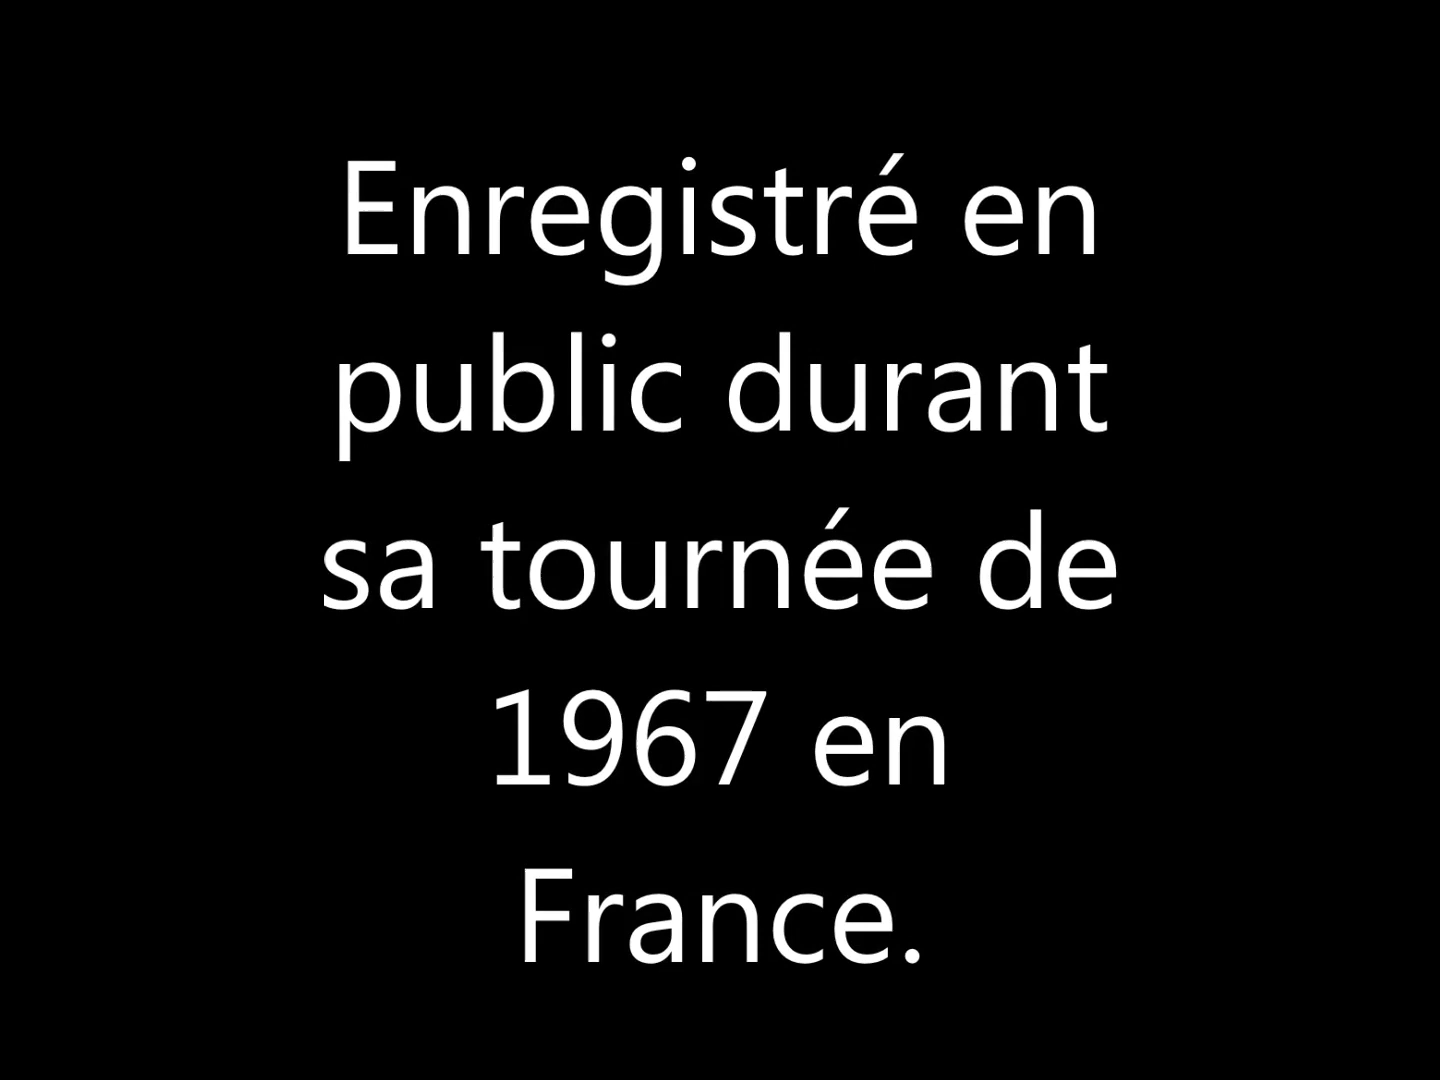 Enregistré en
public durant
sa tournée de
1967 en
France.